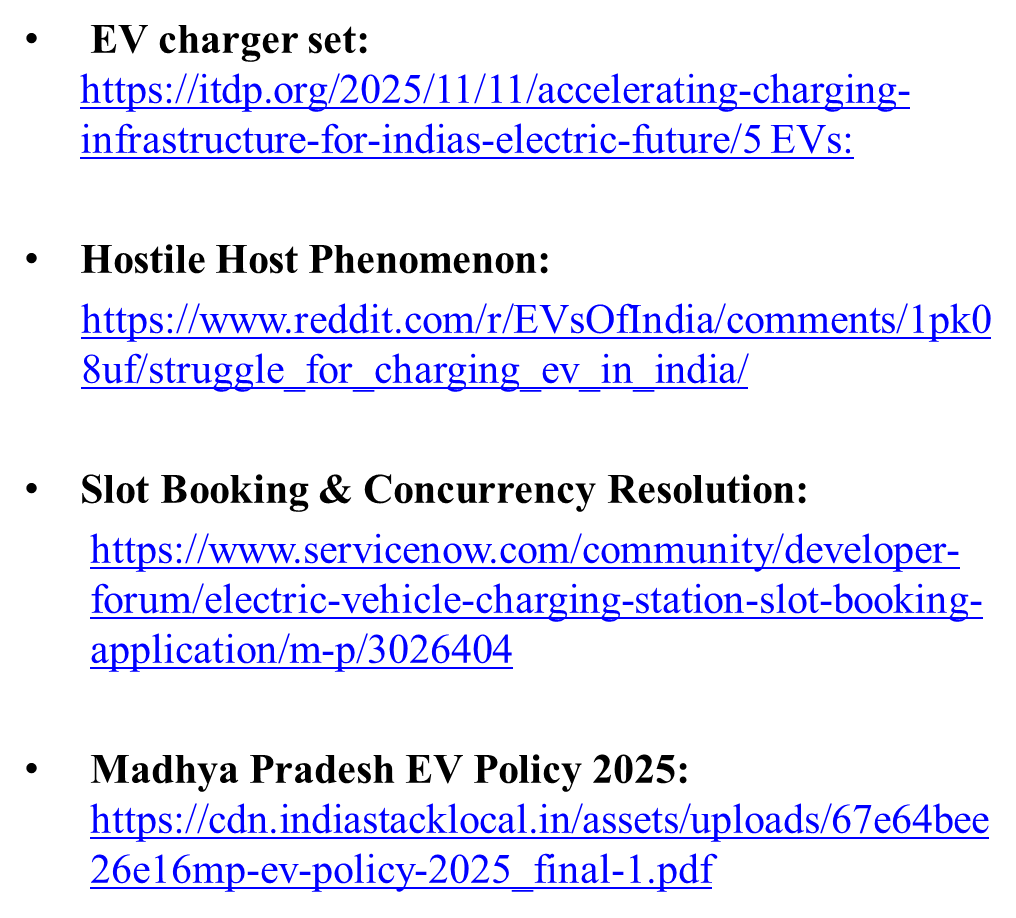 • EV charger set:
https://itdp.org/2025/11/11/accelerating-charging-
infrastructure-for-indias-electric-future/5 EVs:
• Hostile Host Phenomenon:
https://www.reddit.com/r/EVsOfIndia/comments/1pk0
8uf/struggle_for_charging_ev_in_india/
• Slot Booking & Concurrency Resolution:
https://www.servicenow.com/community/developer-
forum/electric-vehicle-charging-station-slot-booking-
application/m-p/3026404
• Madhya Pradesh EV Policy 2025:
https://cdn.indiastacklocal.in/assets/uploads/67e64bee
26e16mp-ev-policy-2025_final-1.pdf